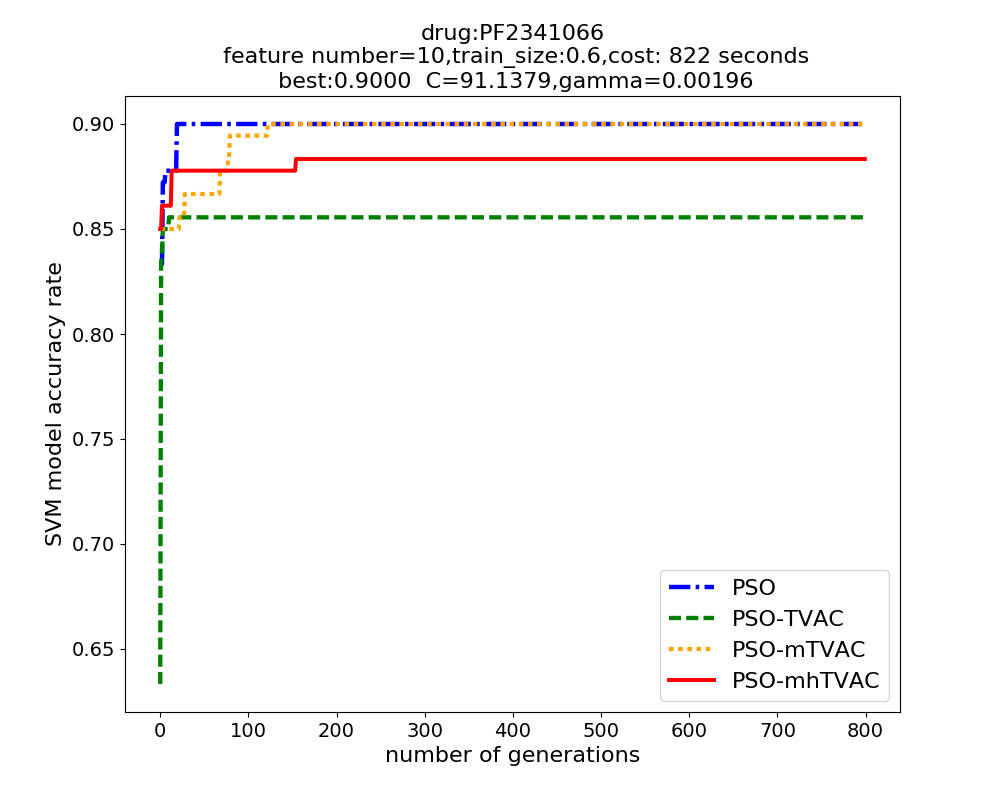 drug:PF2341066
feature number=10,train_size:0.6,cost: 822 seconds
best:0.9000  C=91.1379,gamma=0.00196
0.90
0.85
0.80
0.75
0.70
0.65
SVM model accuracy rate
PSO
PSO-TVAC
PSO-mTVAC
PSO-mhTVAC
0 100 200 300 400 500 600 700 800
number of generations